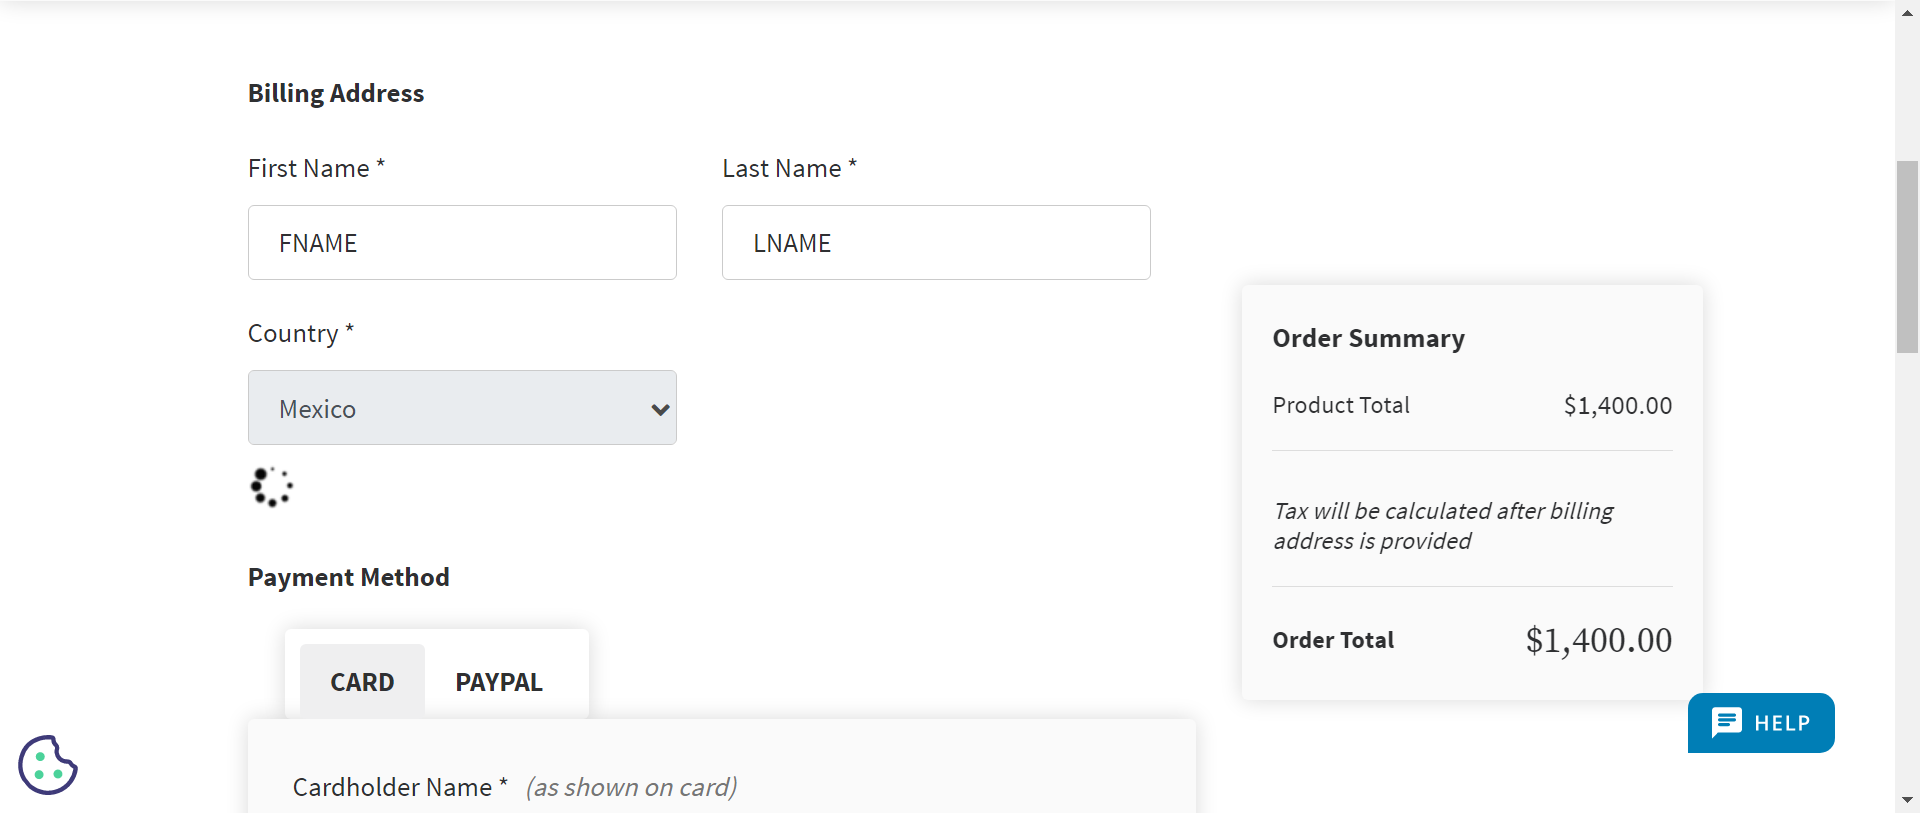 Billing Address
First Name *
Last Name *
FNAME
LNAME
Country *
Mexico
Payment Method
CARD
PAYPAL
Cardholder Name * (as shown on card)
Order Summary
Product Total $1,400.00
Tax will be calculated after billing
address is provided
Order Total $1,400.00
HELP